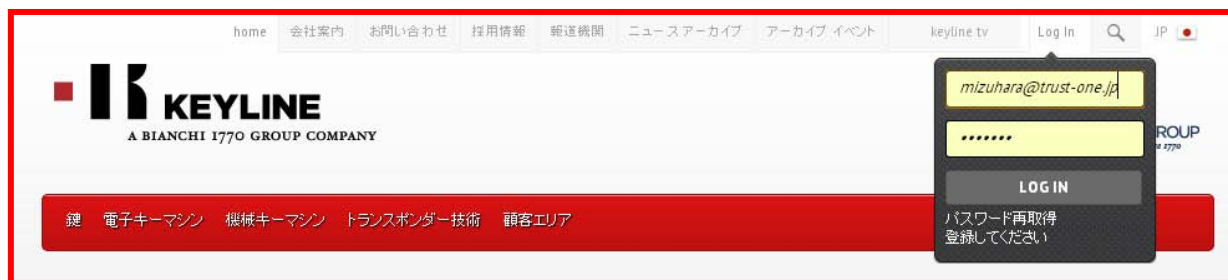 home 会社案内 お問い合わせ 採用情報 報道機関 ニュースアーカイブ アーカイブ イベント keyline tv Log In JP
mizuhara@trust-one.jp
KEYLINE
A BIANCHI 1770 GROUP COMPANY
•••••••
ROUP
1770
LOG IN
鍵 電子キーマシン 機械キーマシン トランスポンダー技術 顧客エリア
パスワード再取得
登録してください